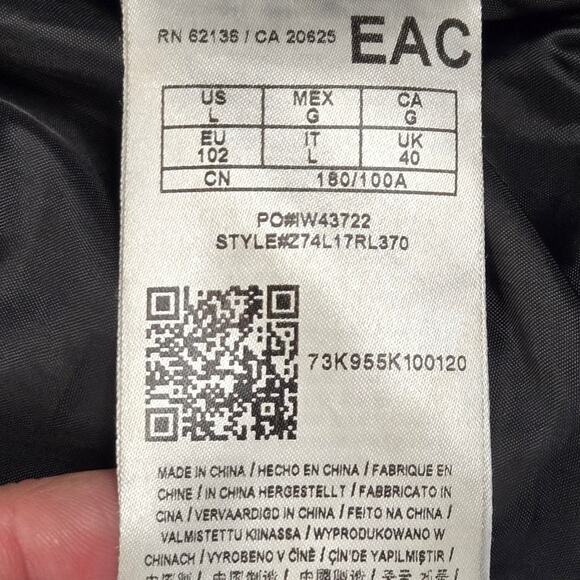 RN 62136 / CA 20625 EAC
US L MEX G CA G
EU 102 IT L UK 40
CN 180/100A
PO#IW43722
STYLE#Z74L17RL370
73K955K100120
MADE IN CHINA / HECHO EN CHINA / FABRIQUE EN
CHINE / IN CHINA HERGESTELLT / FABBRICATO IN
CINA / VERVAARDIGD IN CHINA / FEITO NA CHINA /
VALMISTETTU KIINASSA / WYPRODUKOWANO W
CHINACH / VYROBENO V ČÍNĚ / ÇİN'DE YAPILMIŞTIR /